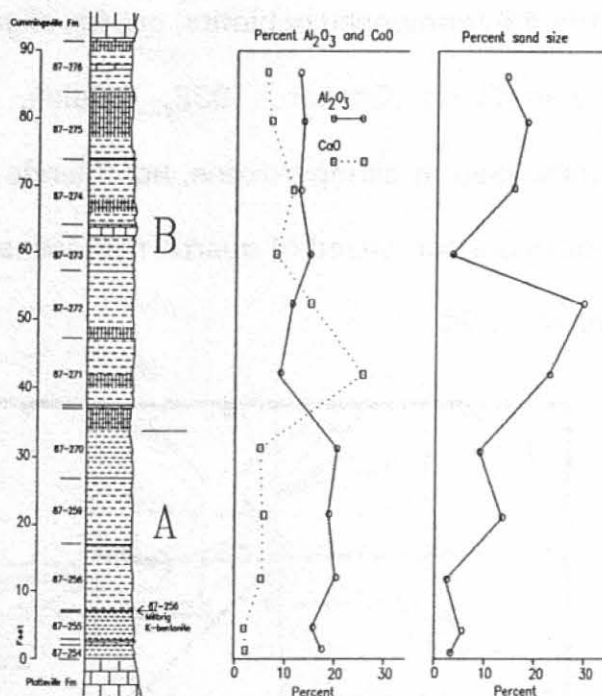 Cummingsville Fm
Percent Al₂O₃ and CaO
Percent sand size
90
87-276
Al₂O₃
80
87-275
CaO
70
87-274
B
60
87-273
87-272
50
87-271
40
30
87-270
A
20
87-259
10
87-256
87-256
Millbrig
K-bentonite
87-255
Feet
0
87-254
Platteville Fm
0
10
20
30
0
10
20
30
Percent
Percent